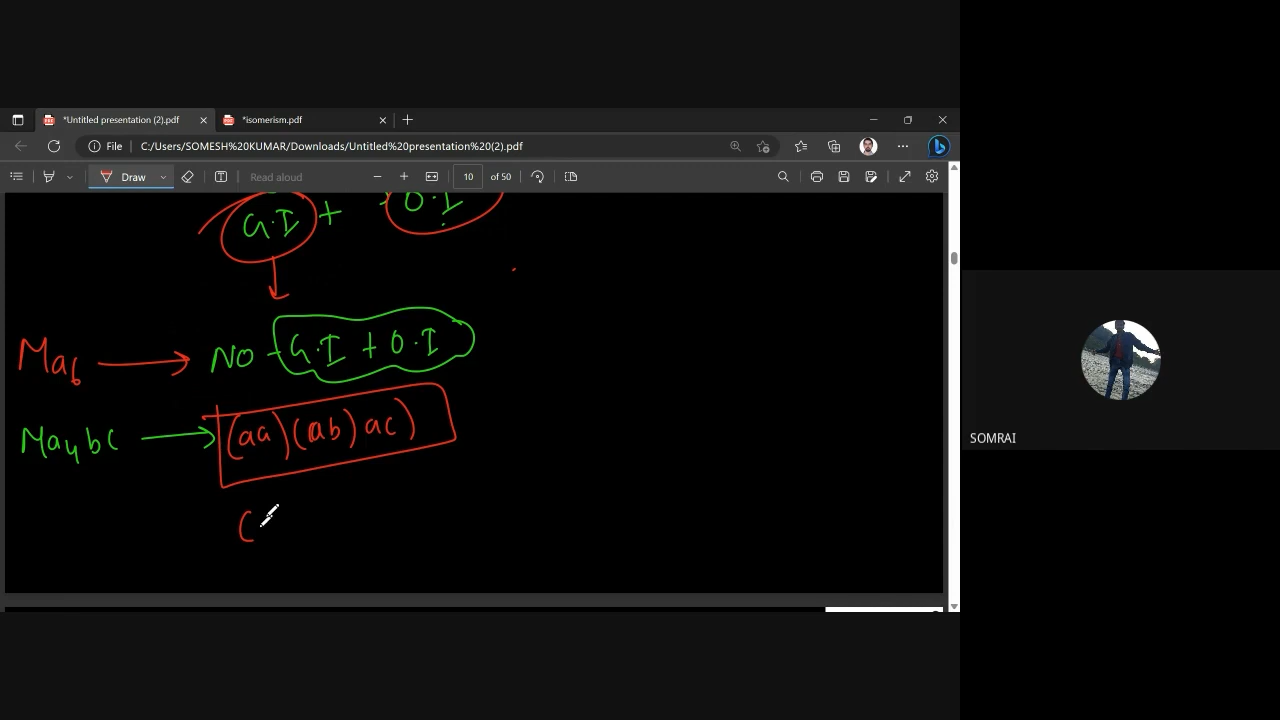 *Untitled presentation (2).pdf
*isomerism.pdf
File C:/Users/SOMESH%20KUMAR/Downloads/Untitled%20presentation%20(2).pdf
Draw
Read aloud
10 of 50
G.I + O.I
Ma6 → NO - G.I + O.I
Ma4bc → (aa)(ab)ac)
(
SOMRAI